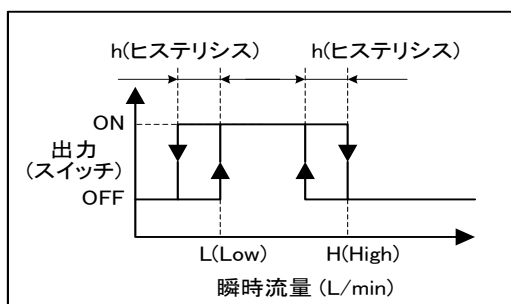 h(ヒステリシス) h(ヒステリシス)
ON
出力
(スイッチ)
OFF
L(Low) H(High)
瞬時流量 (L/min)